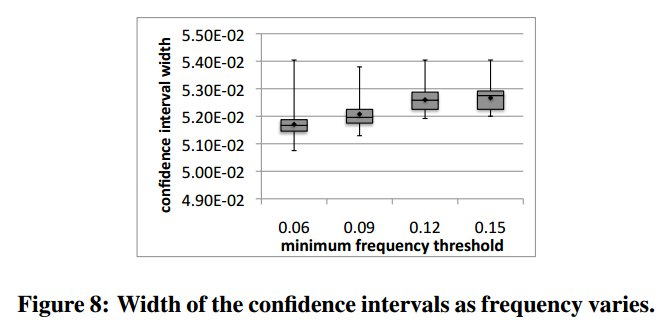 5.50E-02
5.40E-02
5.30E-02
5.20E-02
5.10E-02
5.00E-02
4.90E-02
confidence interval width
0.06 0.09 0.12 0.15
minimum frequency threshold
Figure 8: Width of the confidence intervals as frequency varies.